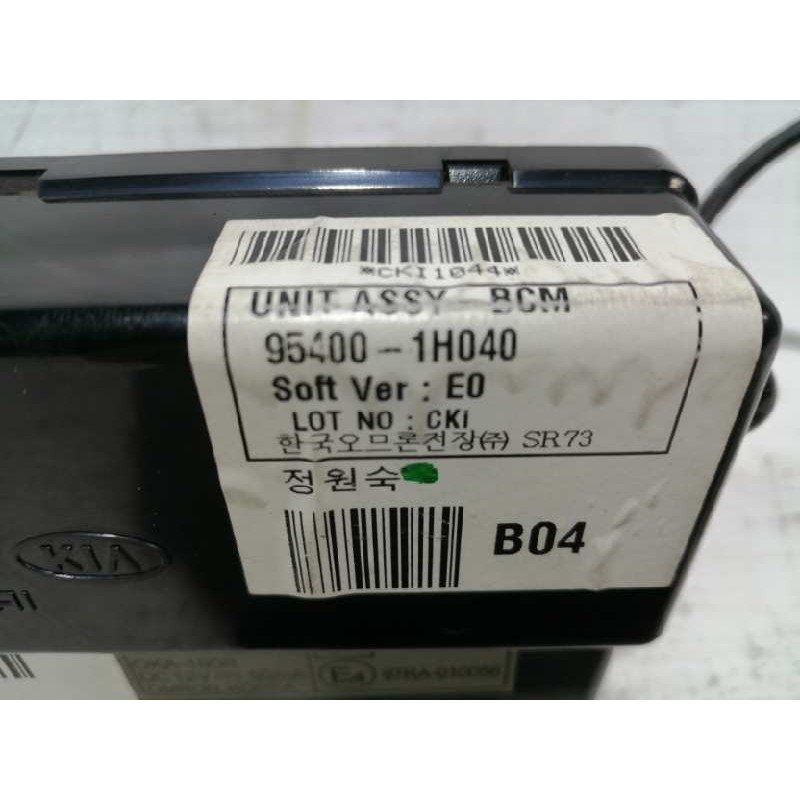 *CKI1044*
UNIT ASSY - BCM
95400-1H040
Soft Ver : E0
LOT NO : CKI
한국오므론전장㈜ SR73
정원숙
B04
KIA
E4